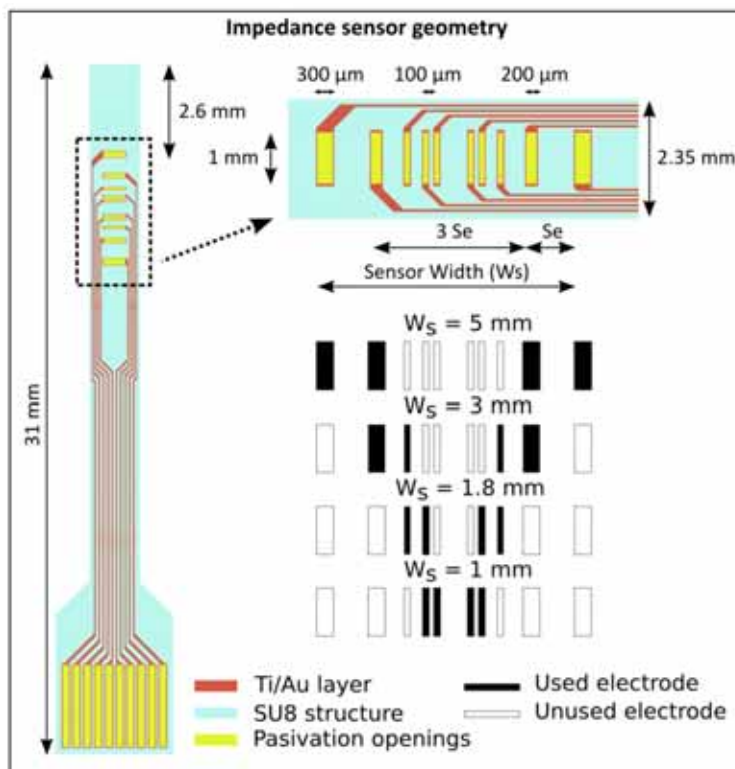 Impedance sensor geometry
300 µm
100 µm
200 µm
2.6 mm
1 mm
2.35 mm
3 Se
Se
Sensor Width (Ws)
31 mm
WS = 5 mm
WS = 3 mm
WS = 1.8 mm
WS = 1 mm
Ti/Au layer
SU8 structure
Pasivation openings
Used electrode
Unused electrode